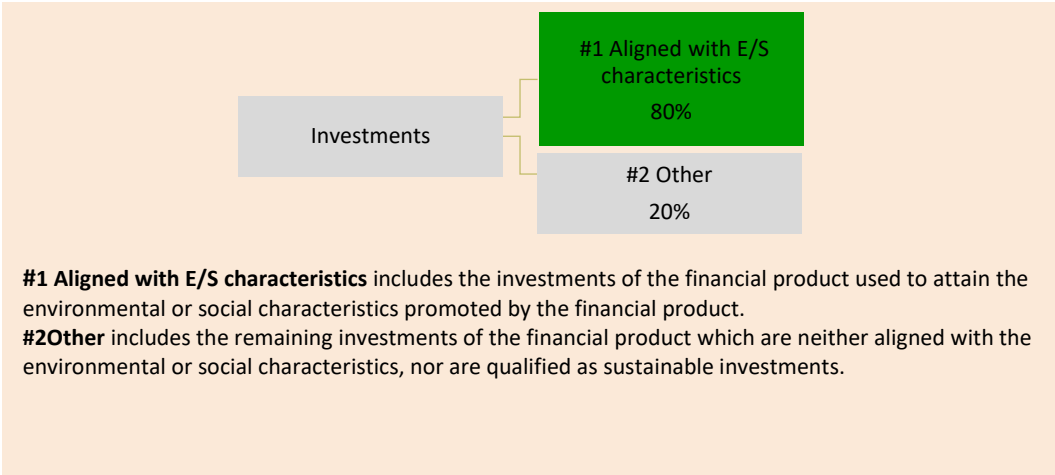 #1 Aligned with E/S
characteristics
80%
Investments
#2 Other
20%
#1 Aligned with E/S characteristics includes the investments of the financial product used to attain the
environmental or social characteristics promoted by the financial product.
#2Other includes the remaining investments of the financial product which are neither aligned with the
environmental or social characteristics, nor are qualified as sustainable investments.